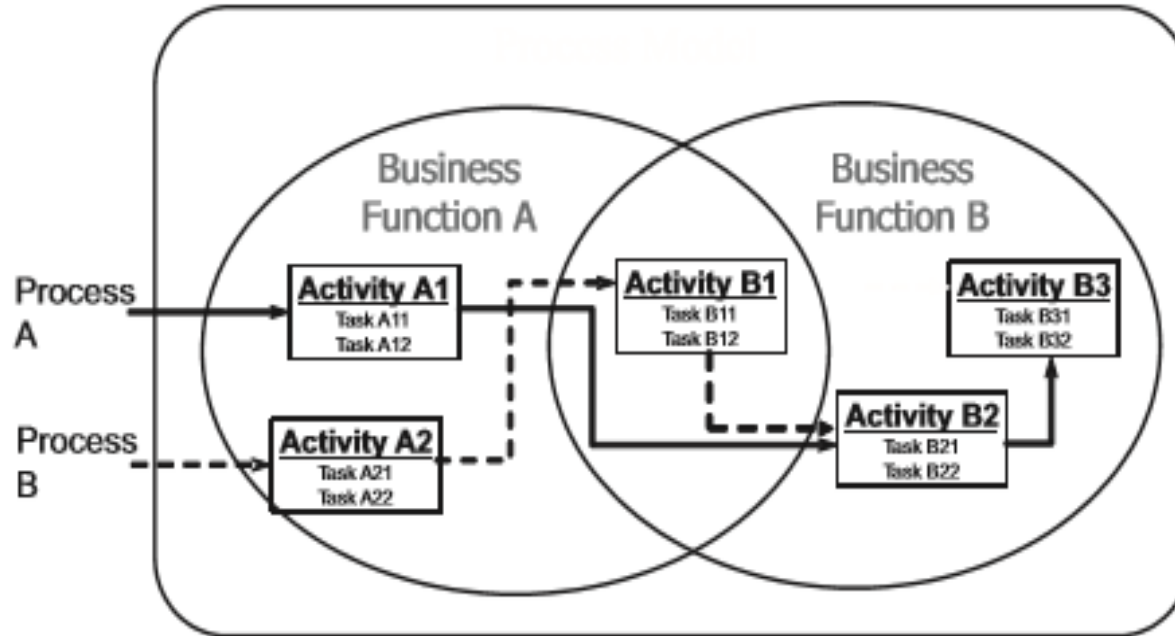 Business
Function A
Business
Function B
Process
A
Activity A1
Task A11
Task A12
Activity B1
Task B11
Task B12
Activity B3
Task B31
Task B32
Process
B
Activity A2
Task A21
Task A22
Activity B2
Task B21
Task B22